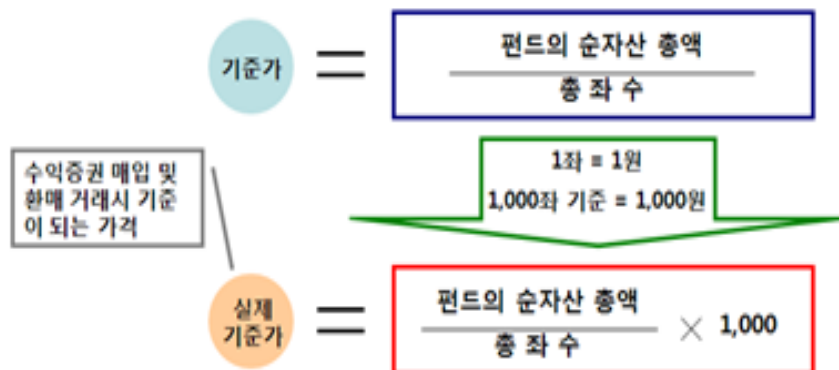 기준가
=
펀드의 순자산 총액
총 좌 수
1좌 = 1원
1,000좌 기준 = 1,000원
수익증권 매입 및
환매 거래시 기준
이 되는 가격
실제
기준가
=
펀드의 순자산 총액
총 좌 수
× 1,000